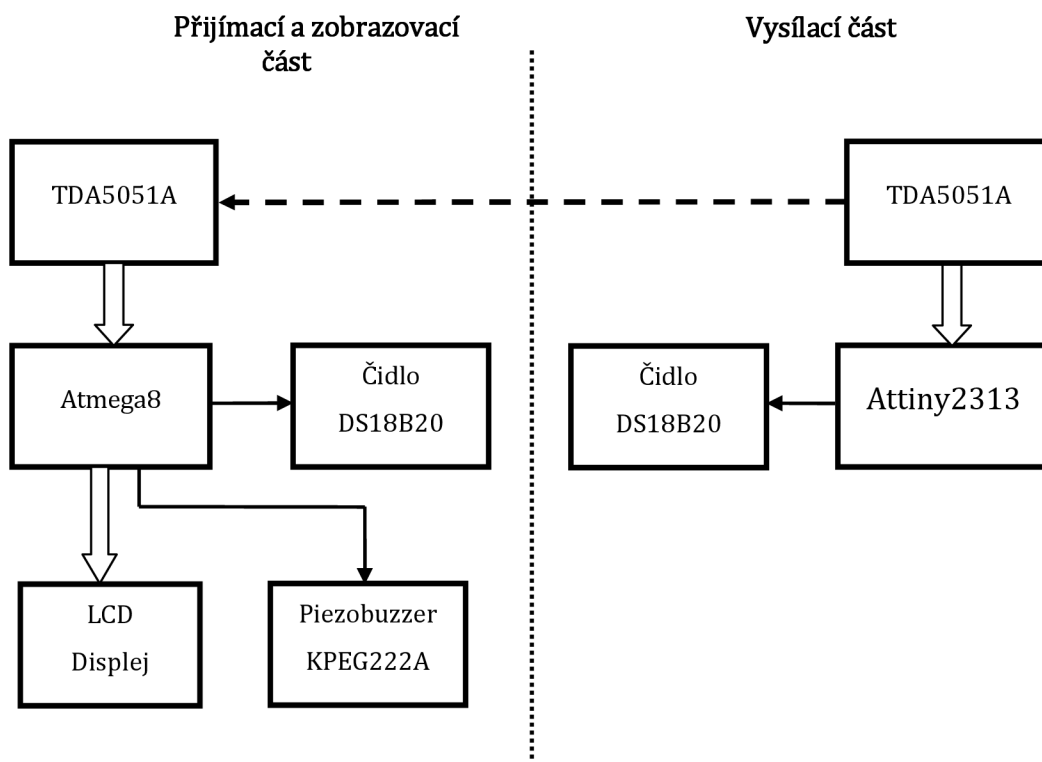 Přijímací a zobrazovací
část
Vysílací část
TDA5051A
TDA5051A
Atmega8
Čidlo
DS18B20
Čidlo
DS18B20
Attiny2313
LCD
Displej
Piezobuzzer
KPEG222A